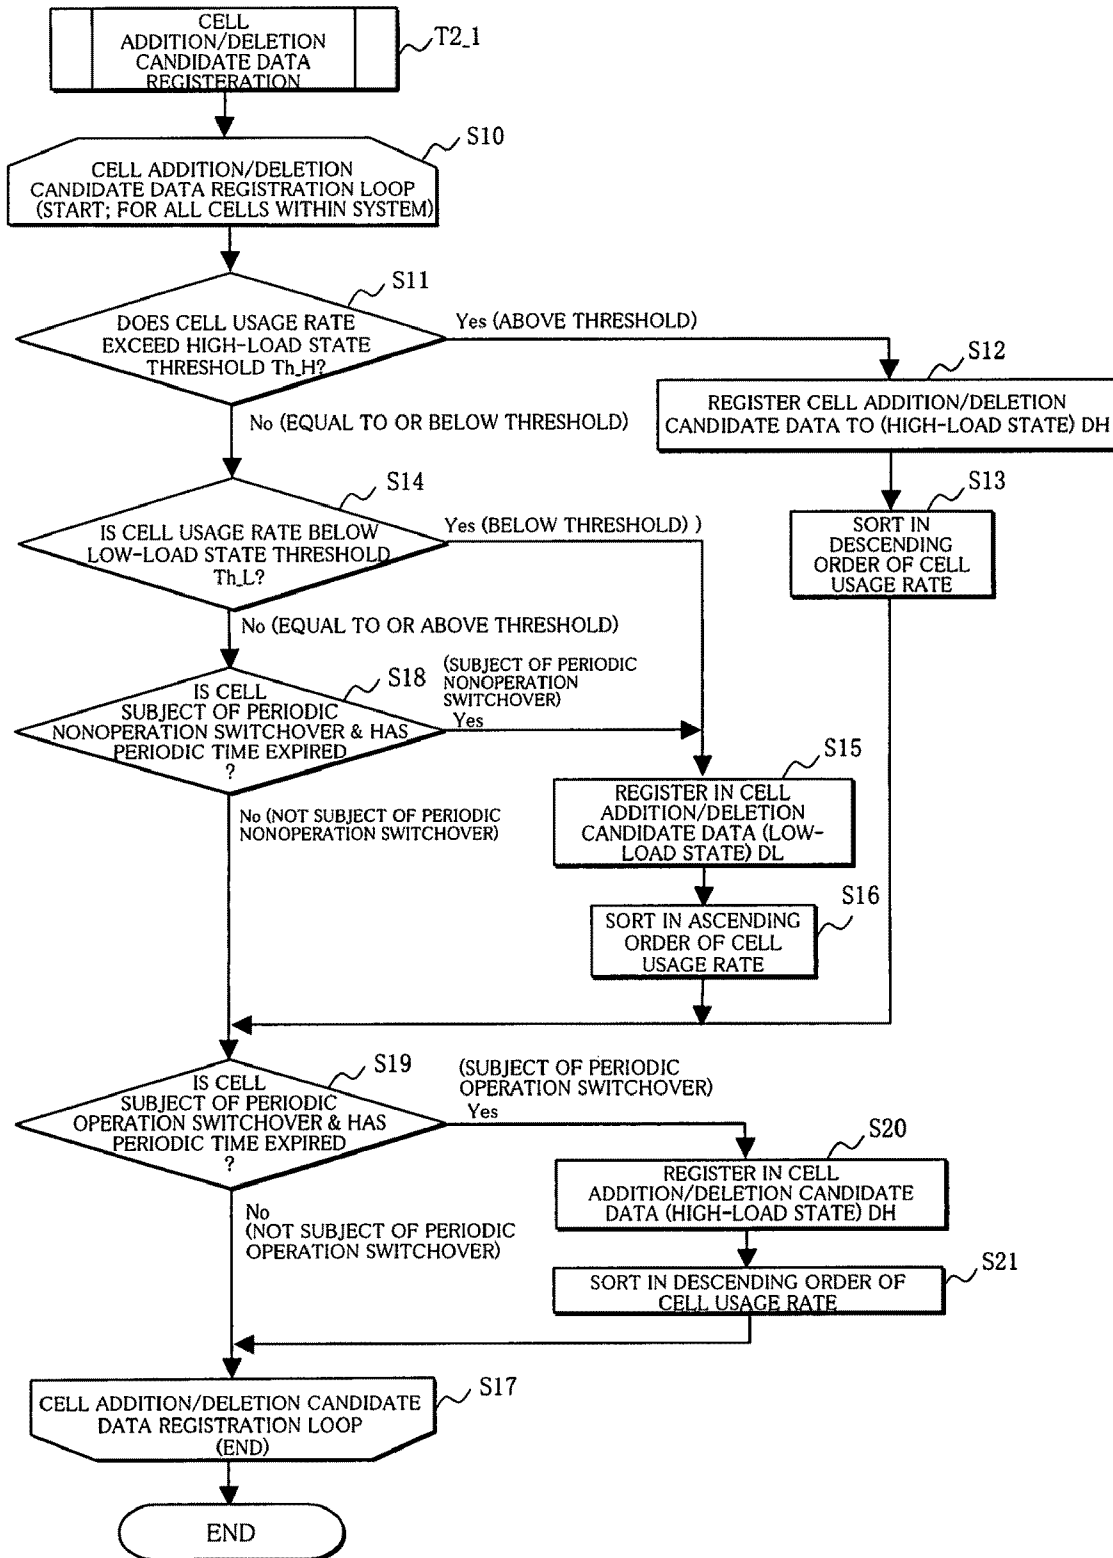 CELL
ADDITION/DELETION
CANDIDATE DATA
REGISTERATION
T2_1
S10
CELL ADDITION/DELETION
CANDIDATE DATA REGISTRATION LOOP
(START; FOR ALL CELLS WITHIN SYSTEM)
S11
DOES CELL USAGE RATE
EXCEED HIGH-LOAD STATE
THRESHOLD Th_H?
Yes (ABOVE THRESHOLD)
No (EQUAL TO OR BELOW THRESHOLD)
S12
REGISTER CELL ADDITION/DELETION
CANDIDATE DATA TO (HIGH-LOAD STATE) DH
S13
SORT IN
DESCENDING
ORDER OF CELL
USAGE RATE
S14
IS CELL USAGE RATE BELOW
LOW-LOAD STATE THRESHOLD
Th_L?
Yes (BELOW THRESHOLD) )
No (EQUAL TO OR ABOVE THRESHOLD)
S18
IS CELL
SUBJECT OF PERIODIC
NONOPERATION SWITCHOVER & HAS
PERIODIC TIME EXPIRED
?
(SUBJECT OF PERIODIC
NONOPERATION
SWITCHOVER)
Yes
No (NOT SUBJECT OF PERIODIC
NONOPERATION SWITCHOVER)
S15
REGISTER IN CELL
ADDITION/DELETION
CANDIDATE DATA (LOW-
LOAD STATE) DL
S16
SORT IN ASCENDING
ORDER OF CELL
USAGE RATE
S19
IS CELL
SUBJECT OF PERIODIC
OPERATION SWITCHOVER & HAS
PERIODIC TIME EXPIRED
?
(SUBJECT OF PERIODIC
OPERATION SWITCHOVER)
Yes
No
(NOT SUBJECT OF PERIODIC
OPERATION SWITCHOVER)
S20
REGISTER IN CELL
ADDITION/DELETION CANDIDATE
DATA (HIGH-LOAD STATE) DH
S21
SORT IN DESCENDING ORDER OF
CELL USAGE RATE
S17
CELL ADDITION/DELETION CANDIDATE
DATA REGISTRATION LOOP
(END)
END